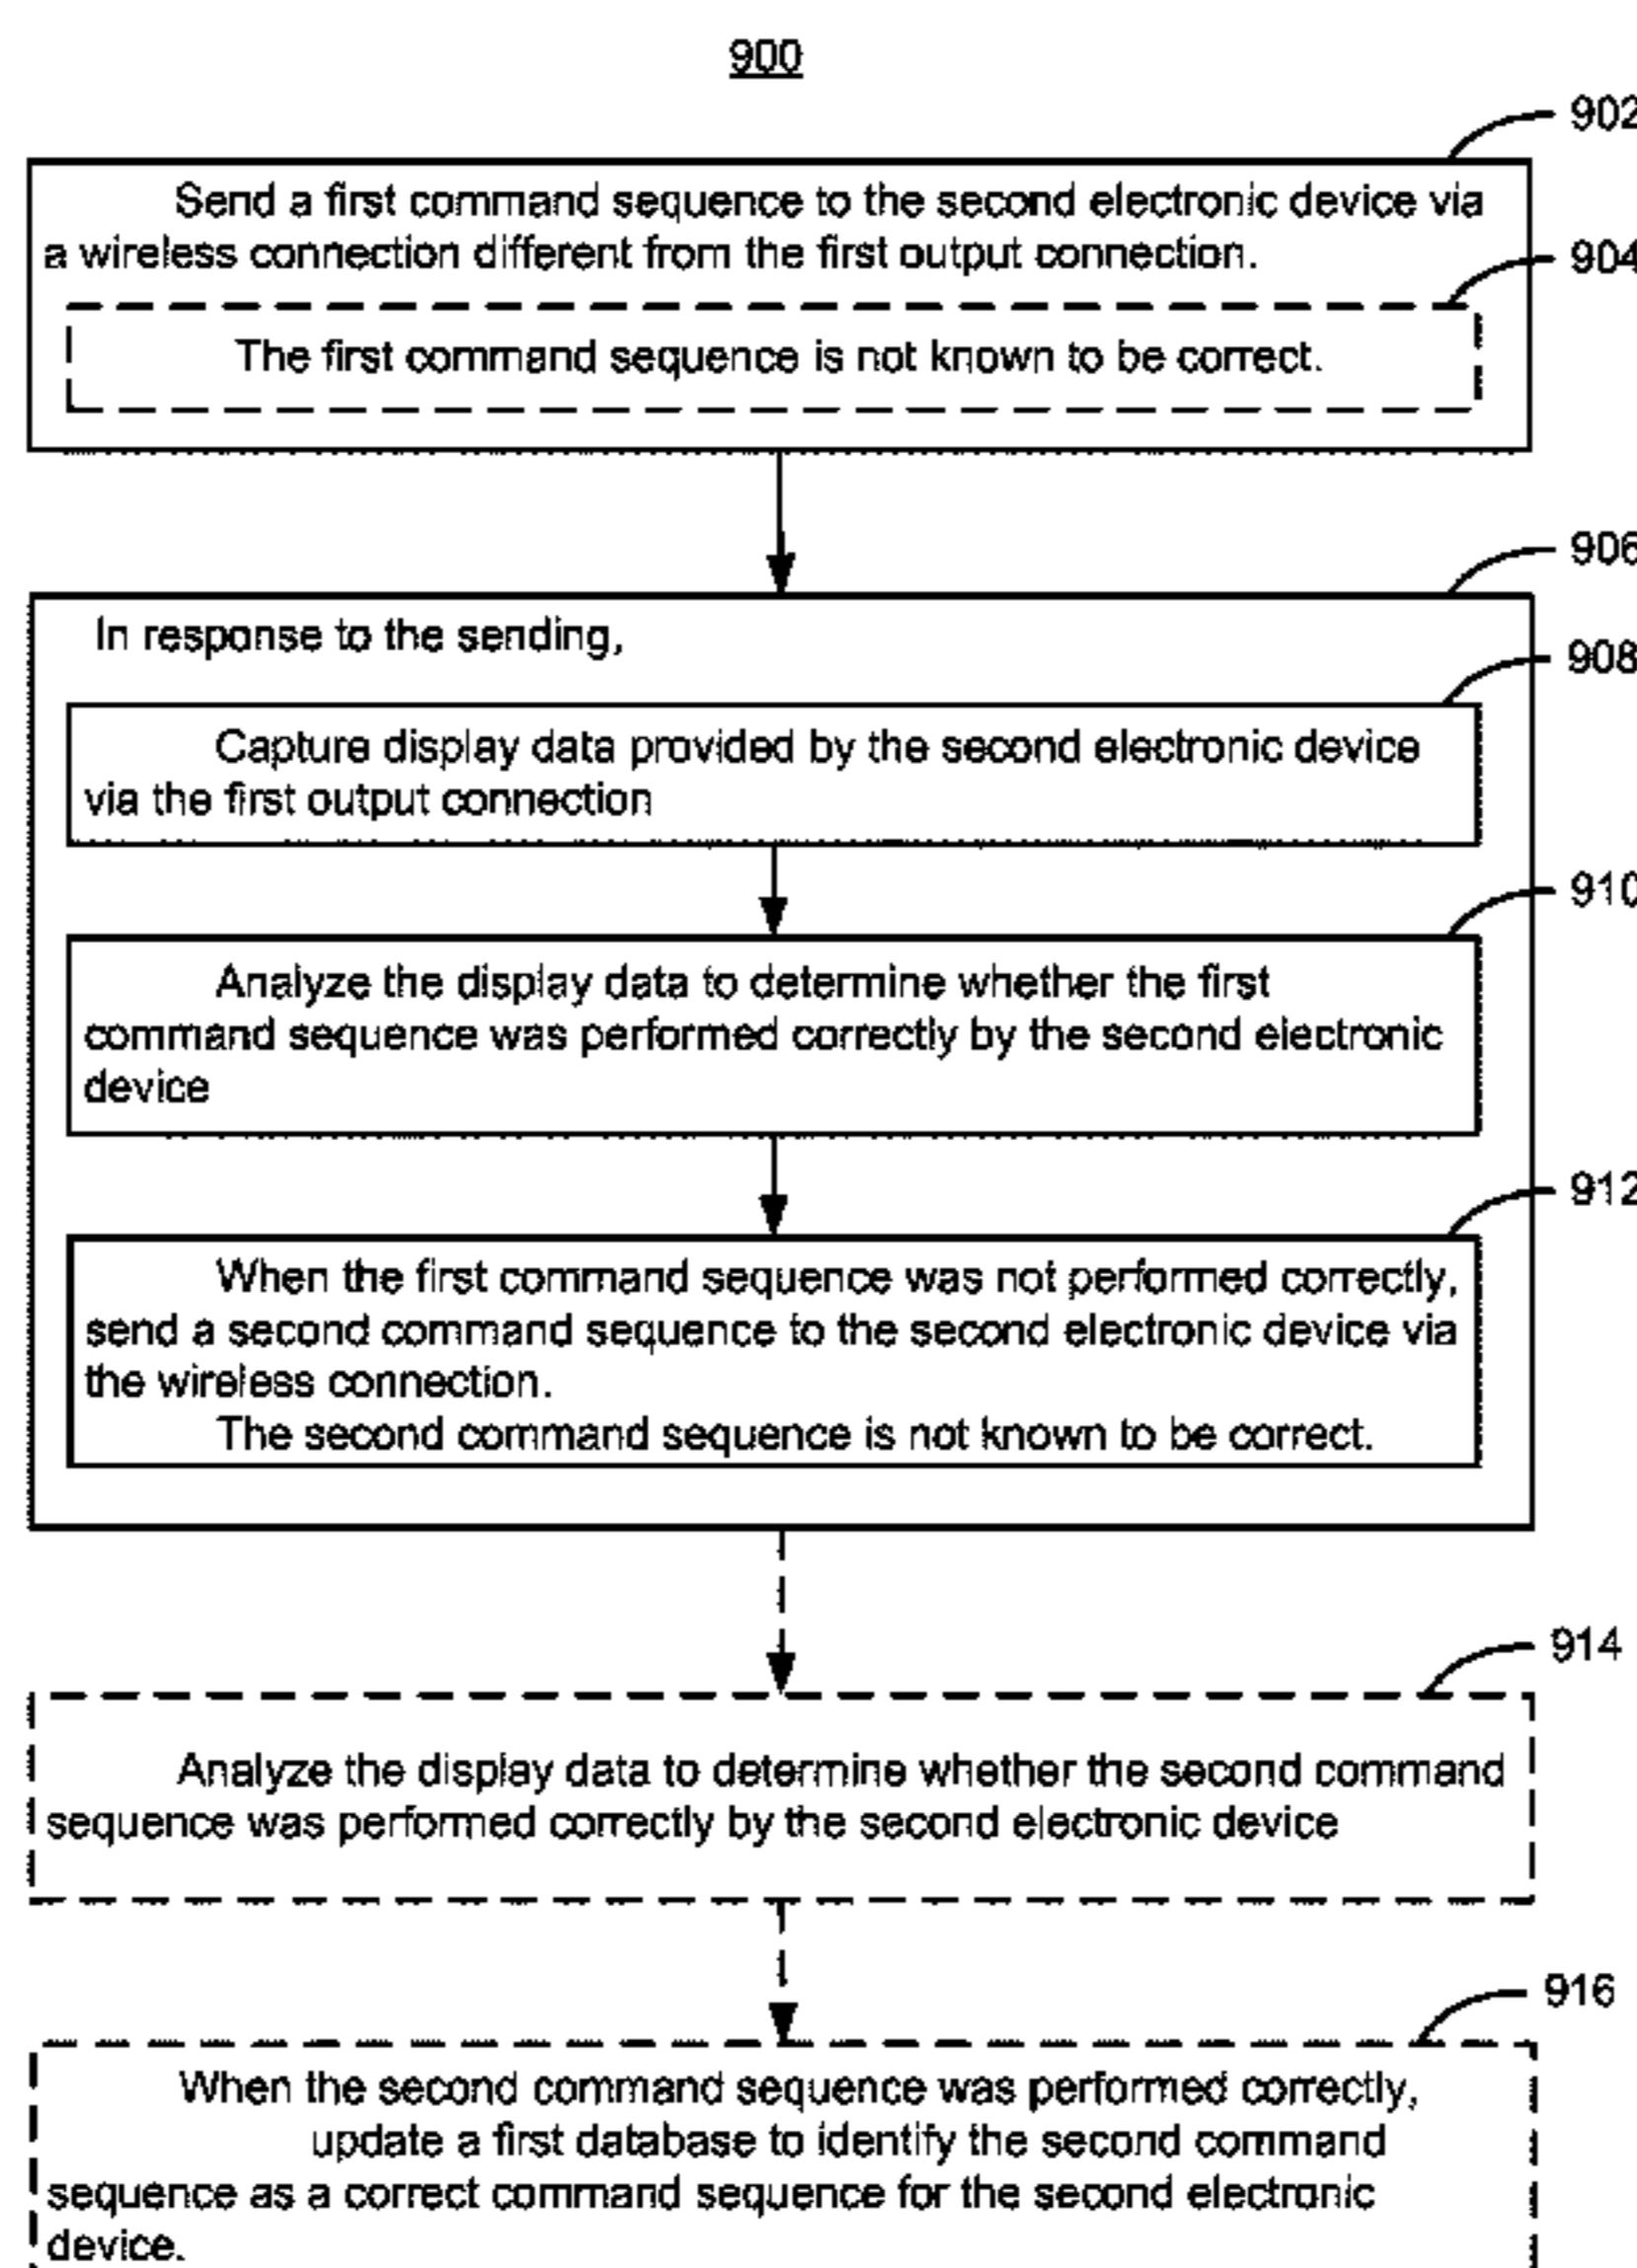 900
902
Send a first command sequence to the second electronic device via
a wireless connection different from the first output connection.
904
The first command sequence is not known to be correct.
906
In response to the sending,
908
Capture display data provided by the second electronic device
via the first output connection
910
Analyze the display data to determine whether the first
command sequence was performed correctly by the second electronic
device
912
When the first command sequence was not performed correctly,
send a second command sequence to the second electronic device via
the wireless connection.
The second command sequence is not known to be correct.
914
Analyze the display data to determine whether the second command
sequence was performed correctly by the second electronic device
916
When the second command sequence was performed correctly,
update a first database to identify the second command
sequence as a correct command sequence for the second electronic
device.